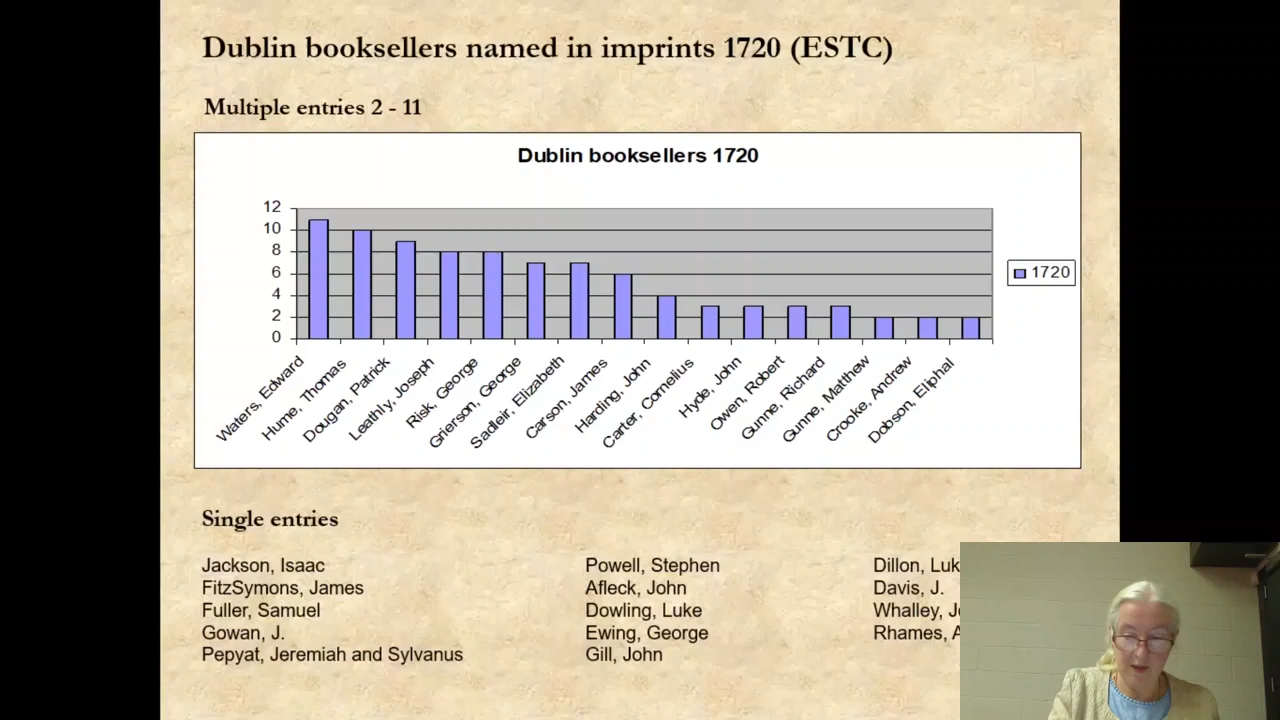 Dublin booksellers named in imprints 1720 (ESTC)
Multiple entries 2 - 11
Dublin booksellers 1720
12
10
8
6
4
2
0
1720
Waters, Edward
Hume, Thomas
Dougan, Patrick
Leathly, Joseph
Risk, George
Grierson, George
Sadleir, Elizabeth
Carson, James
Harding, John
Carter, Cornelius
Hyde, John
Owen, Robert
Gunne, Richard
Gunne, Matthew
Crooke, Andrew
Dobson, Eliphal
Single entries
Jackson, Isaac
FitzSymons, James
Fuller, Samuel
Gowan, J.
Pepyat, Jeremiah and Sylvanus
Powell, Stephen
Afleck, John
Dowling, Luke
Ewing, George
Gill, John
Dillon,
Davis, J.
Whalley,
Rhames,